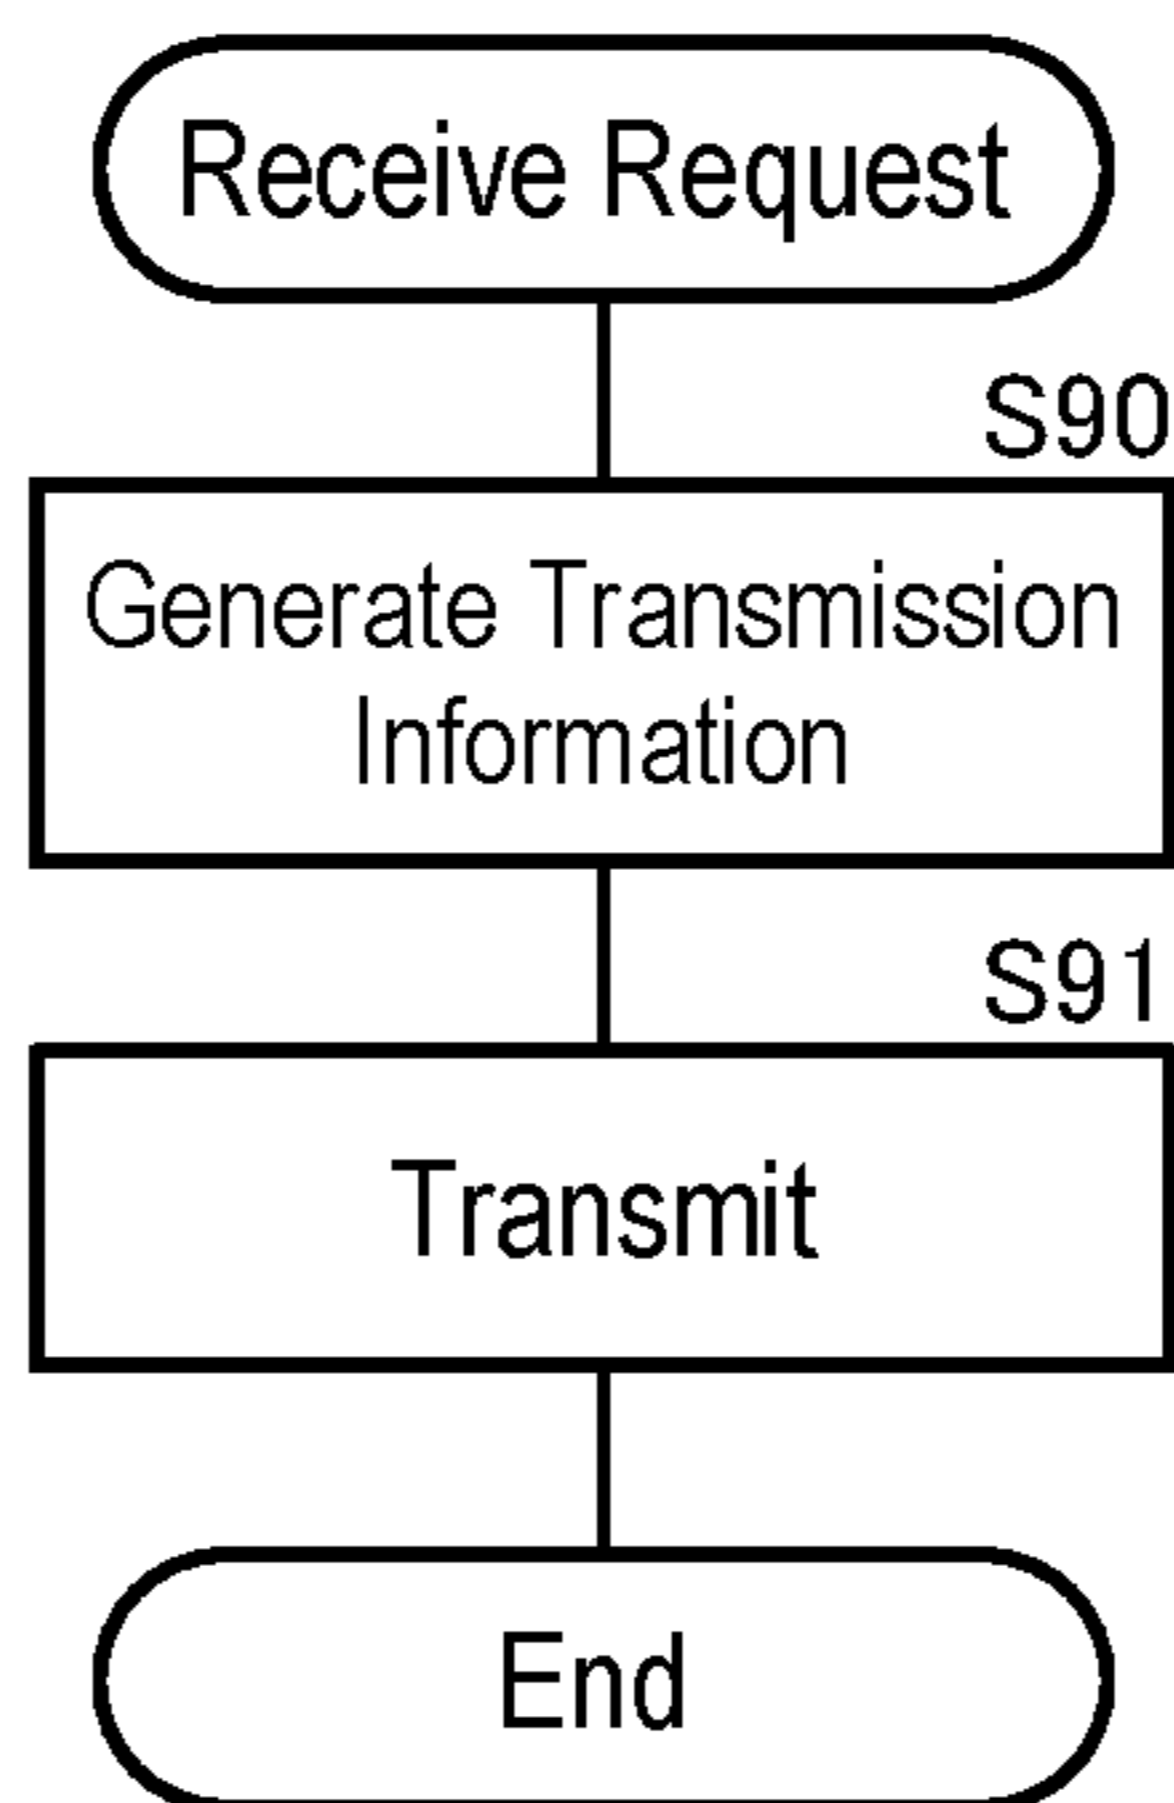 Receive Request
S90
Generate Transmission
Information
S91
Transmit
End